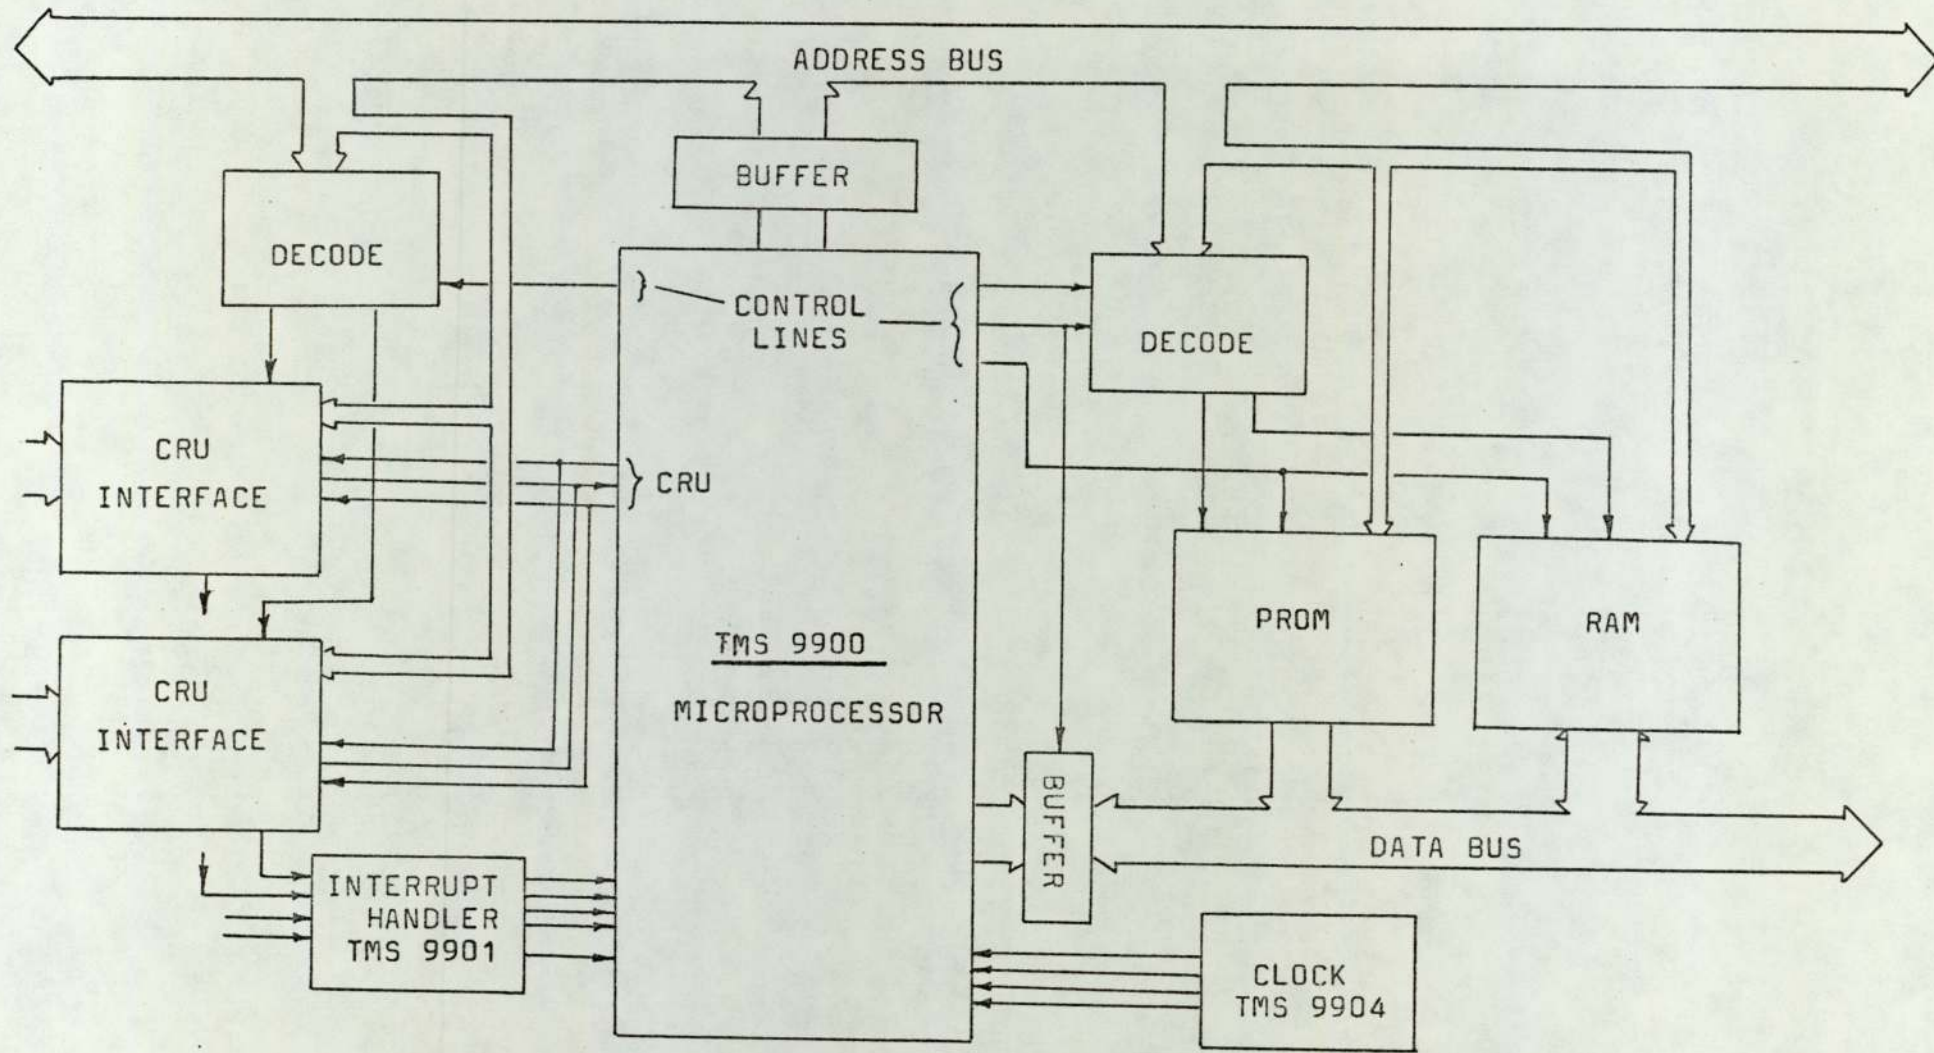 ADDRESS BUS
BUFFER
DECODE
CONTROL
LINES
DECODE
CRU
INTERFACE
CRU
PROM
RAM
TMS 9900
MICROPROCESSOR
CRU
INTERFACE
BUFFER
DATA BUS
INTERRUPT
HANDLER
TMS 9901
CLOCK
TMS 9904